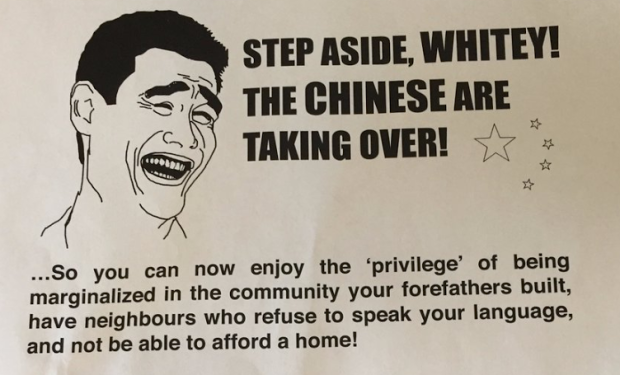 STEP ASIDE, WHITEY!
THE CHINESE ARE
TAKING OVER!
...So you can now enjoy the ‘privilege’ of being
marginalized in the community your forefathers built,
have neighbours who refuse to speak your language,
and not be able to afford a home!